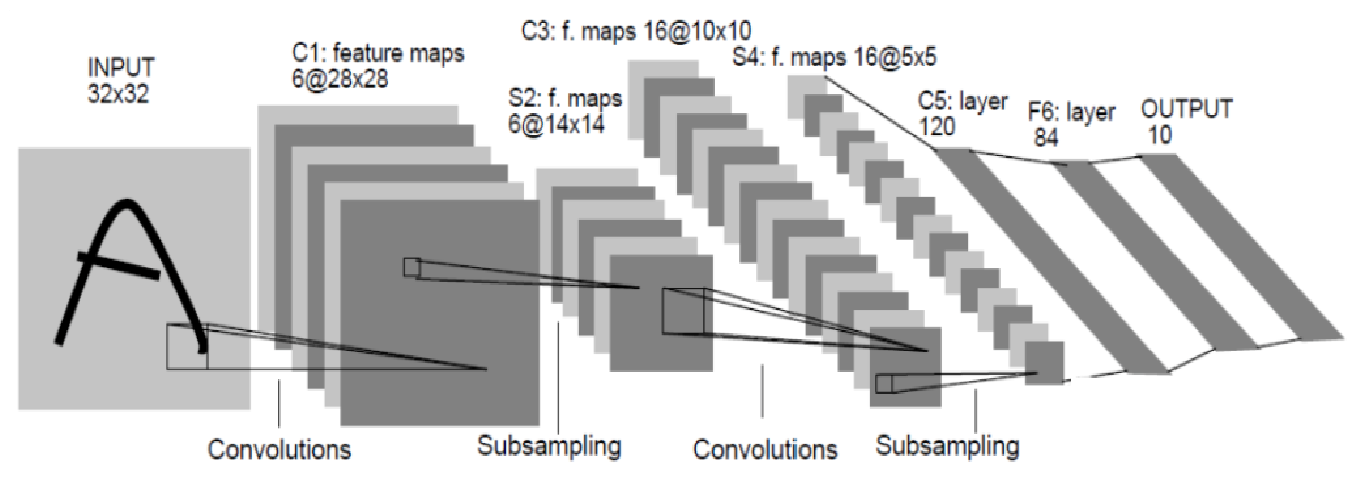 INPUT
32x32
C1: feature maps
6@28x28
S2: f. maps
6@14x14
C3: f. maps 16@10x10
S4: f. maps 16@5x5
C5: layer
120
F6: layer
84
OUTPUT
10
Convolutions
Subsampling
Convolutions
Subsampling